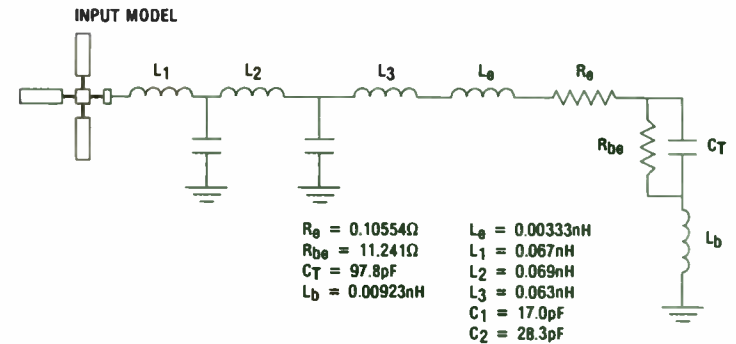 INPUT MODEL
L1
L2
L3
Le
Re
Rbe
CT
Lb
Re = 0.10554Ω
Rbe = 11.241Ω
CT = 97.8pF
Lb = 0.00923nH
Le = 0.00333nH
L1 = 0.067nH
L2 = 0.069nH
L3 = 0.063nH
C1 = 17.0pF
C2 = 28.3pF